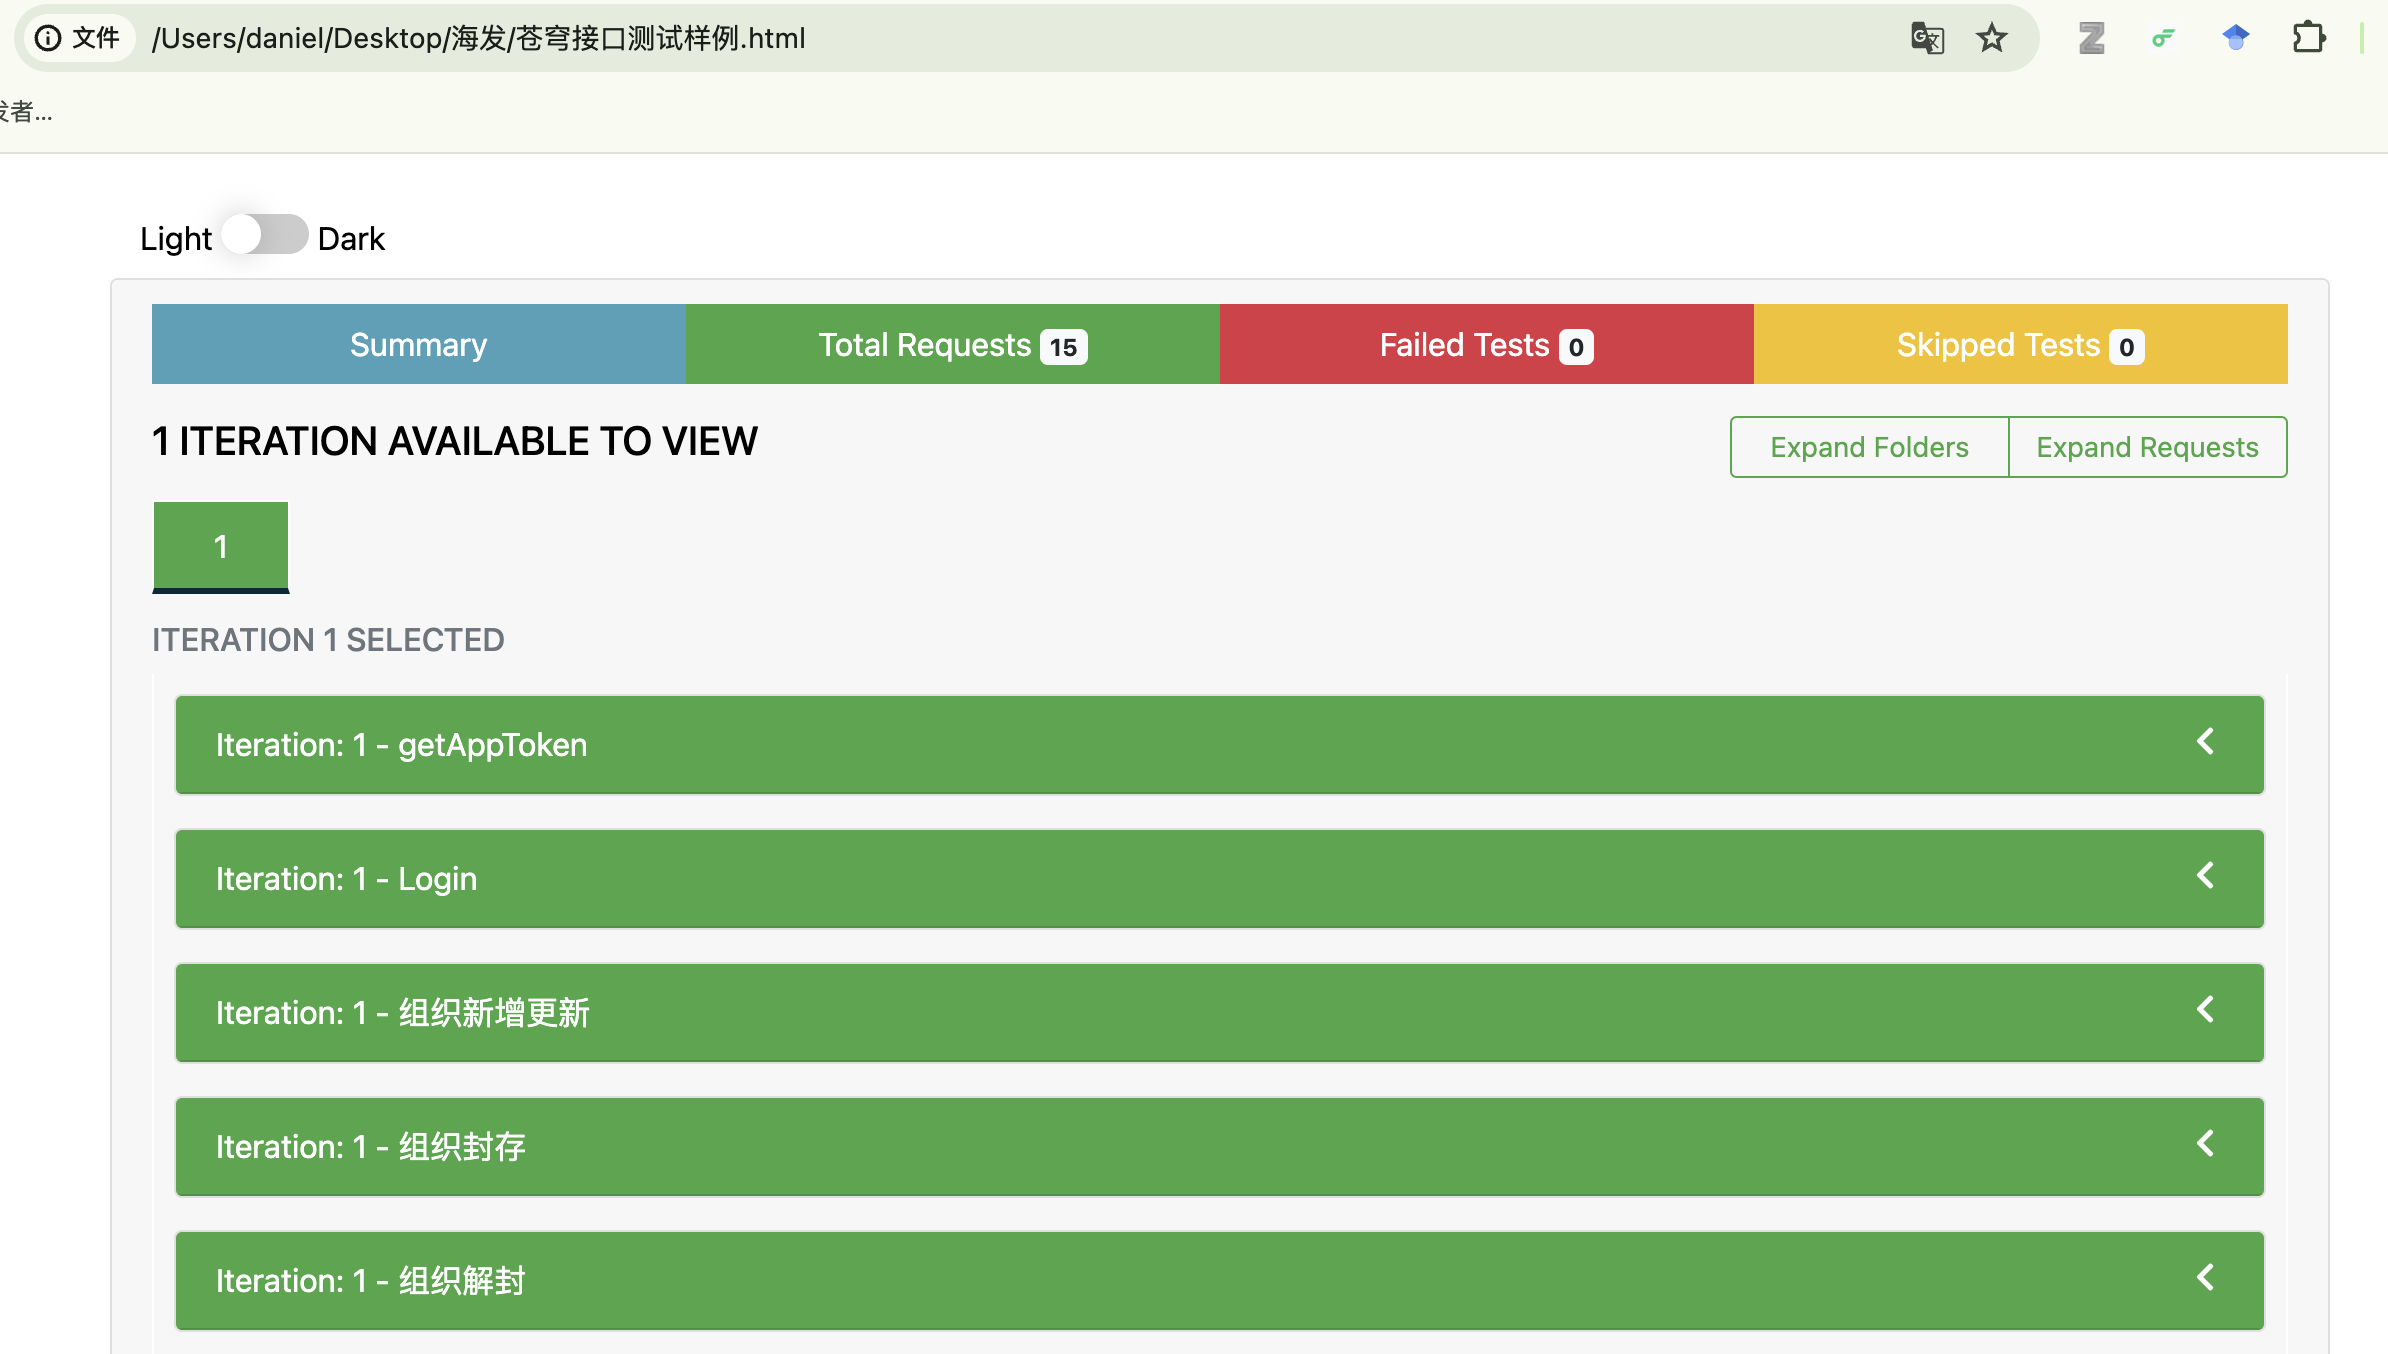 文件 /Users/daniel/Desktop/海发/苍穹接口测试样例.html
发者...
Light Dark
Summary Total Requests 15 Failed Tests 0 Skipped Tests 0
1 ITERATION AVAILABLE TO VIEW Expand Folders Expand Requests
1
ITERATION 1 SELECTED
Iteration: 1 - getAppToken
Iteration: 1 - Login
Iteration: 1 - 组织新增更新
Iteration: 1 - 组织封存
Iteration: 1 - 组织解封